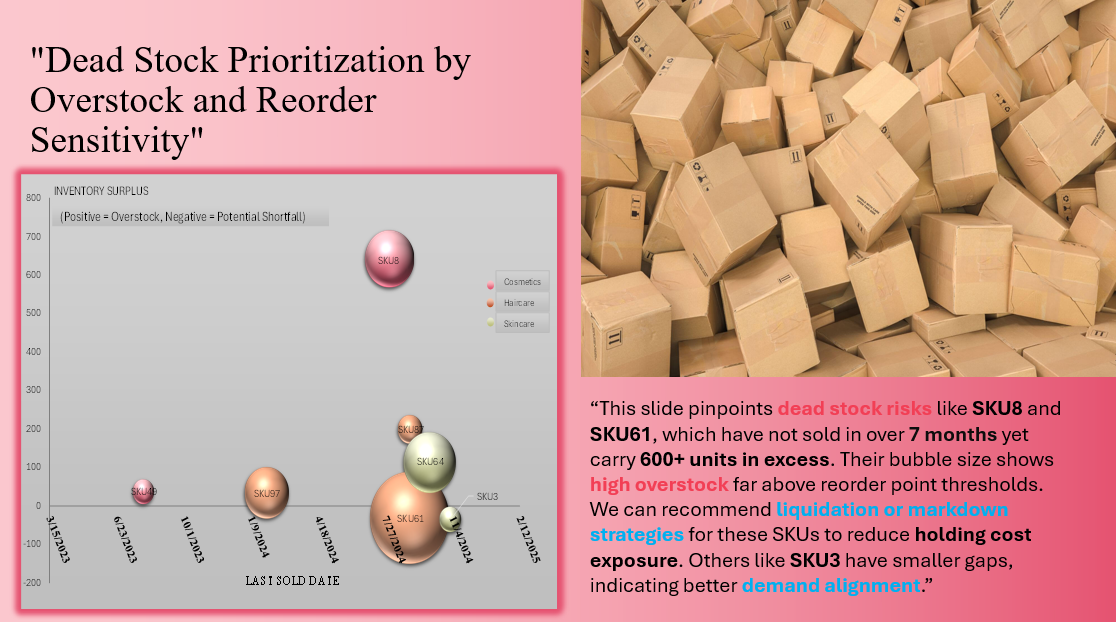 "Dead Stock Prioritization by
Overstock and Reorder
Sensitivity"
INVENTORY SURPLUS
(Positive = Overstock, Negative = Potential Shortfall)
800
700
600
500
400
300
200
100
0
-100
-200
SKU8
SKU87
SKU64
SKU49
SKU97
SKU61
SKU3
Cosmetics
Haircare
Skincare
3/15/2023
6/23/2023
10/1/2023
1/9/2024
4/18/2024
7/27/2024
11/4/2024
2/12/2025
LAST SOLD DATE
“This slide pinpoints dead stock risks like SKU8 and
SKU61, which have not sold in over 7 months yet
carry 600+ units in excess. Their bubble size shows
high overstock far above reorder point thresholds.
We can recommend liquidation or markdown
strategies for these SKUs to reduce holding cost
exposure. Others like SKU3 have smaller gaps,
indicating better demand alignment.”